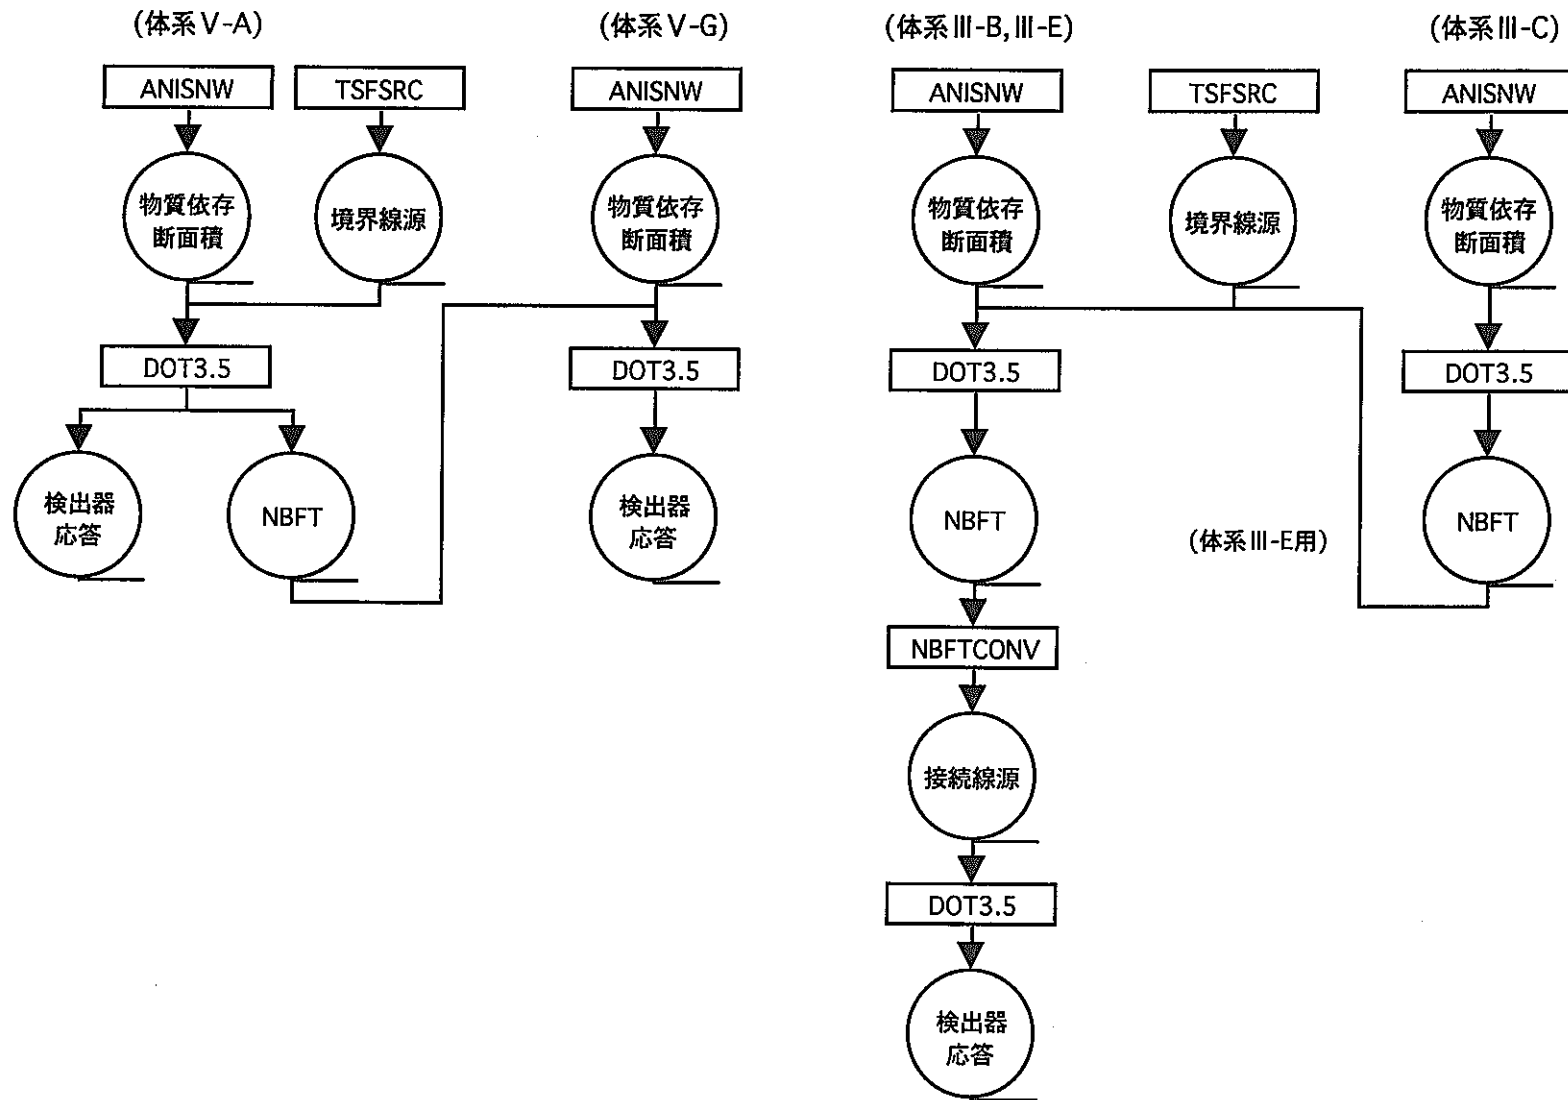 (体系Ⅴ-A)
(体系Ⅴ-G)
(体系Ⅲ-B,Ⅲ-E)
(体系Ⅲ-C)
ANISNW
TSFSRC
ANISNW
ANISNW
TSFSRC
ANISNW
物質依存
断面積
境界線源
物質依存
断面積
物質依存
断面積
境界線源
物質依存
断面積
DOT3.5
DOT3.5
DOT3.5
DOT3.5
検出器
応答
NBFT
検出器
応答
NBFT
(体系Ⅲ-E用)
NBFT
NBFTCONV
接続線源
DOT3.5
検出器
応答